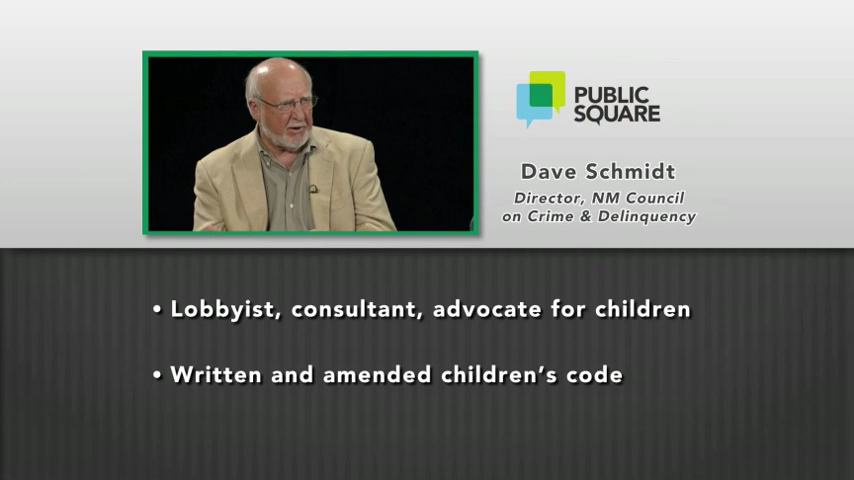 PUBLIC
SQUARE
Dave Schmidt
Director, NM Council
on Crime & Delinquency
• Lobbyist, consultant, advocate for children
• Written and amended children's code